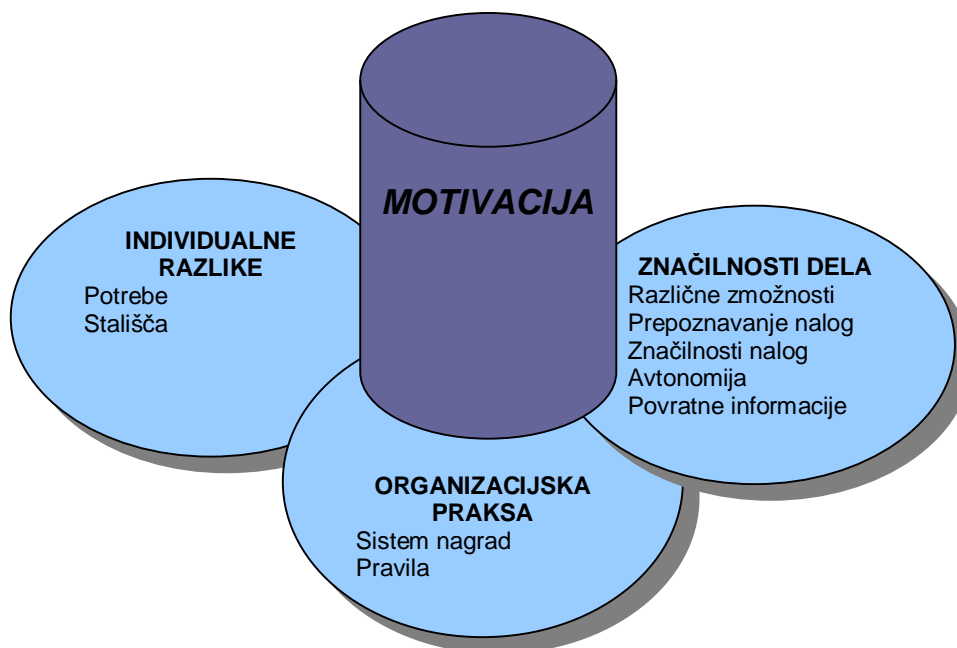 MOTIVACIJA
INDIVIDUALNE
RAZLIKE
Potrebe
Stališča
ZNAČILNOSTI DELA
Različne zmožnosti
Prepoznavanje nalog
Značilnosti nalog
Avtonomija
Povratne informacije
ORGANIZACIJSKA
PRAKSA
Sistem nagrad
Pravila